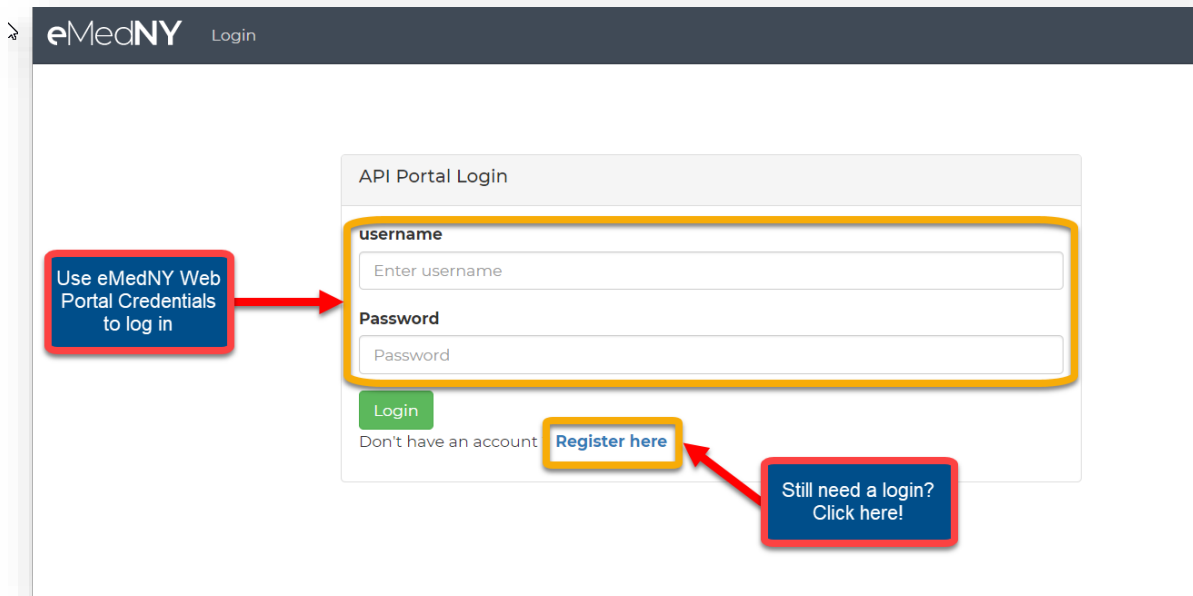 eMedNY Login
API Portal Login
username
Enter username
Use eMedNY Web
Portal Credentials
to log in
Password
Password
Login
Don't have an account Register here
Still need a login?
Click here!